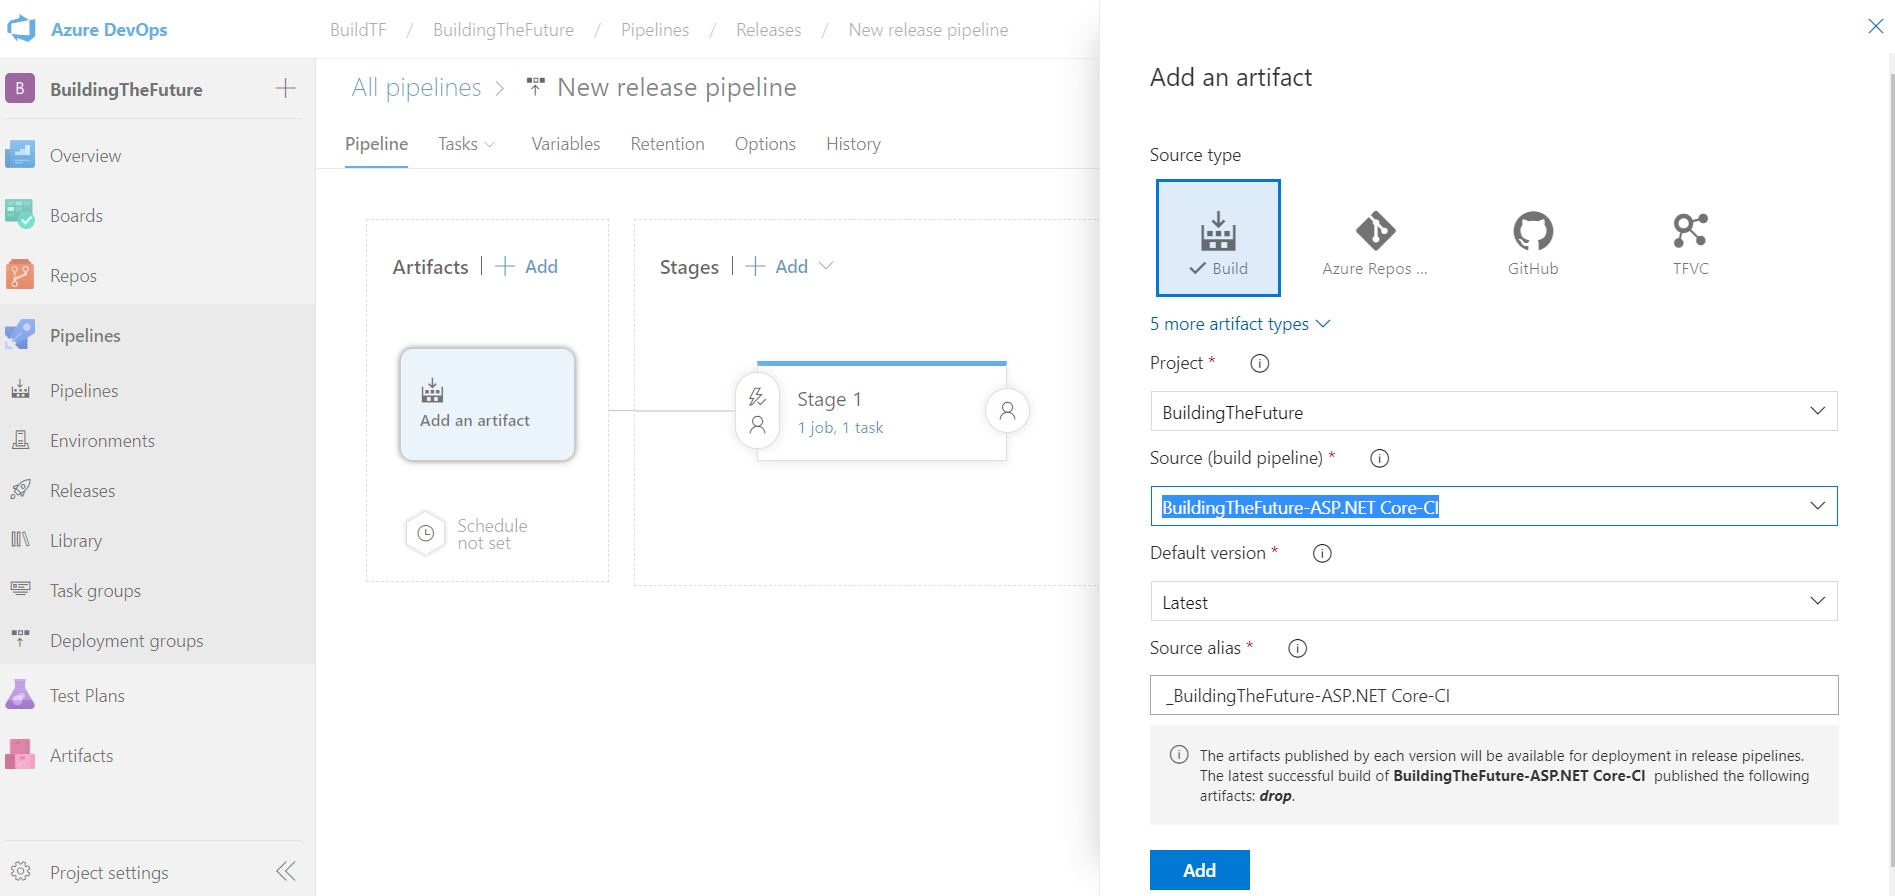 Azure DevOps
BuildTF / BuildingTheFuture / Pipelines / Releases / New release pipeline
B BuildingTheFuture
Overview
Boards
Repos
Pipelines
Pipelines
Environments
Releases
Library
Task groups
Deployment groups
Test Plans
Artifacts
Project settings
All pipelines > New release pipeline
Pipeline Tasks Variables Retention Options History
Artifacts | + Add
Add an artifact
Schedule
not set
Stages | + Add
Stage 1
1 job, 1 task
Add an artifact
Source type
Build
Azure Repos ...
GitHub
TFVC
5 more artifact types
Project *
BuildingTheFuture
Source (build pipeline) *
BuildingTheFuture-ASP.NET Core-CI
Default version *
Latest
Source alias *
_BuildingTheFuture-ASP.NET Core-CI
The artifacts published by each version will be available for deployment in release pipelines.
The latest successful build of BuildingTheFuture-ASP.NET Core-CI published the following
artifacts: drop.
Add